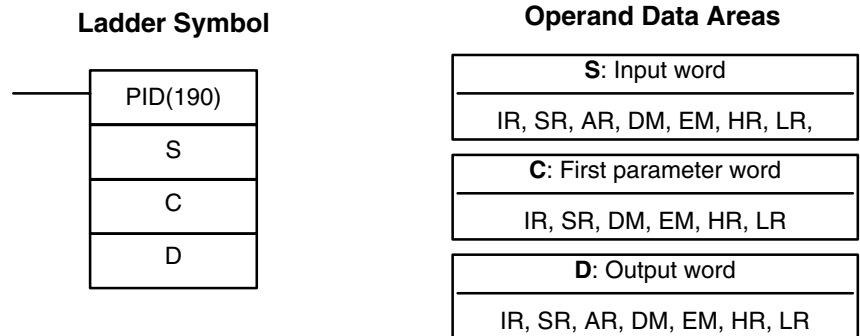 Ladder Symbol
PID(190)
S
C
D
Operand Data Areas
S: Input word
IR, SR, AR, DM, EM, HR, LR,
C: First parameter word
IR, SR, DM, EM, HR, LR
D: Output word
IR, SR, AR, DM, EM, HR, LR